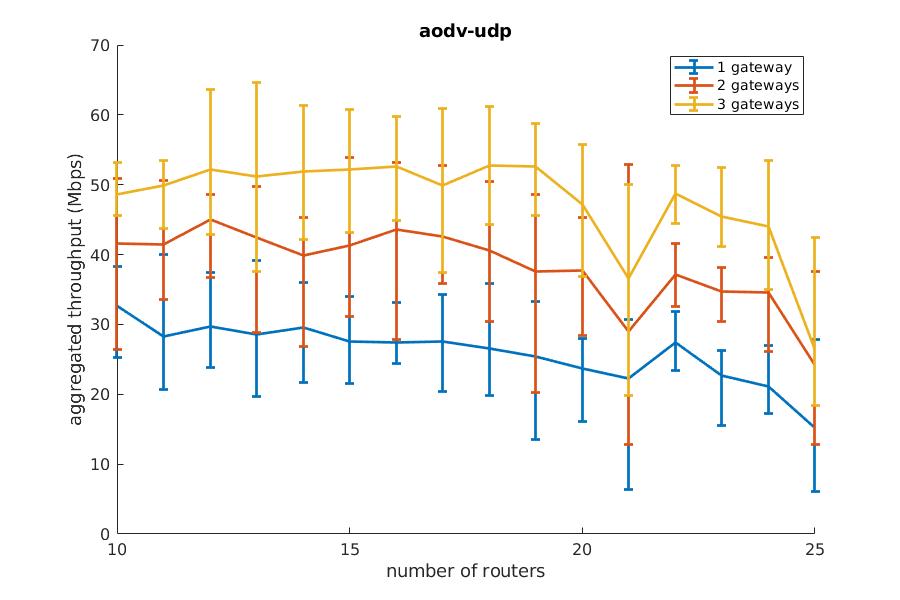 aodv-udp
70
60
50
40
30
20
10
0
aggregated throughput (Mbps)
1 gateway
2 gateways
3 gateways
10
15
20
25
number of routers